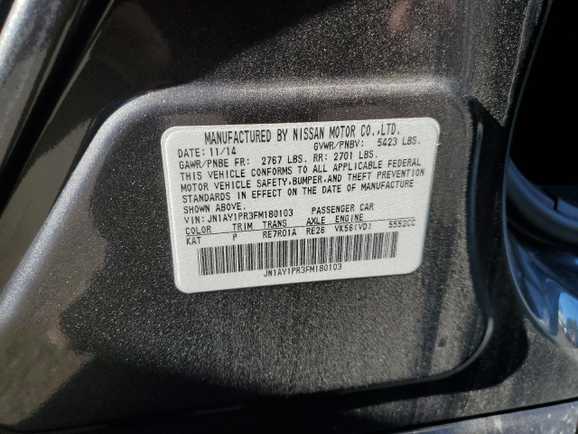 MANUFACTURED BY NISSAN MOTOR CO.,LTD.
DATE: 11/14 GVWR/PNBV: 5423 LBS.
GAWR/PNBE FR: 2767 LBS. RR: 2701 LBS.
THIS VEHICLE CONFORMS TO ALL APPLICABLE FEDERAL
MOTOR VEHICLE SAFETY,BUMPER,AND THEFT PREVENTION
STANDARDS IN EFFECT ON THE DATE OF MANUFACTURE
SHOWN ABOVE.
VIN: JN1AY1PR3FM180103 PASSENGER CAR
COLOR TRIM TRANS AXLE ENGINE
KAT P RE7R01A RE26 VK56(VD) 5552CC
JN1AY1PR3FM180103